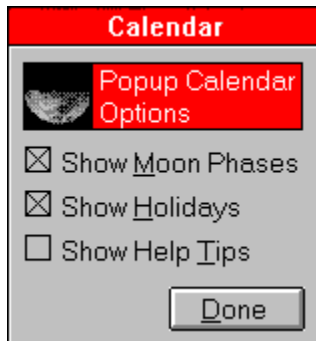 Calendar
Popup Calendar
Options
Show Moon Phases
Show Holidays
Show Help Tips
Done